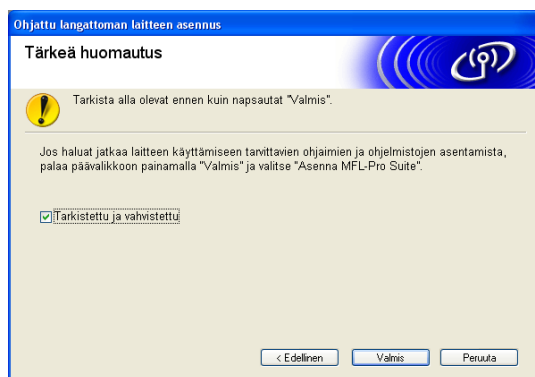 Ohjattu langattoman laitteen asennus
Tärkeä huomautus
Tarkista alla olevat ennen kuin napsautat "Valmis".
Jos haluat jatkaa laitteen käyttämiseen tarvittavien ohjaimien ja ohjelmistojen asentamista,
palaa päävalikkoon painamalla "Valmis" ja valitse "Asenna MFL-Pro Suite".
Tarkistettu ja vahvistettu
< Edellinen
Valmis
Peruuta